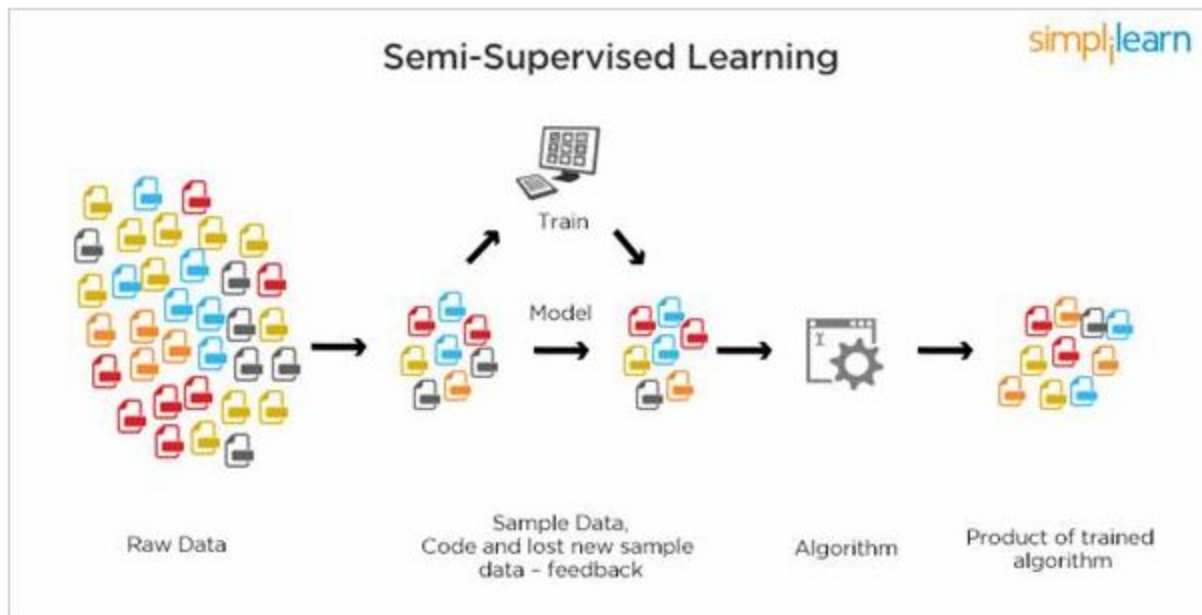 simplilearn
Semi-Supervised Learning
Train
Model
Raw Data
Sample Data,
Code and lost new sample
data – feedback
Algorithm
Product of trained
algorithm